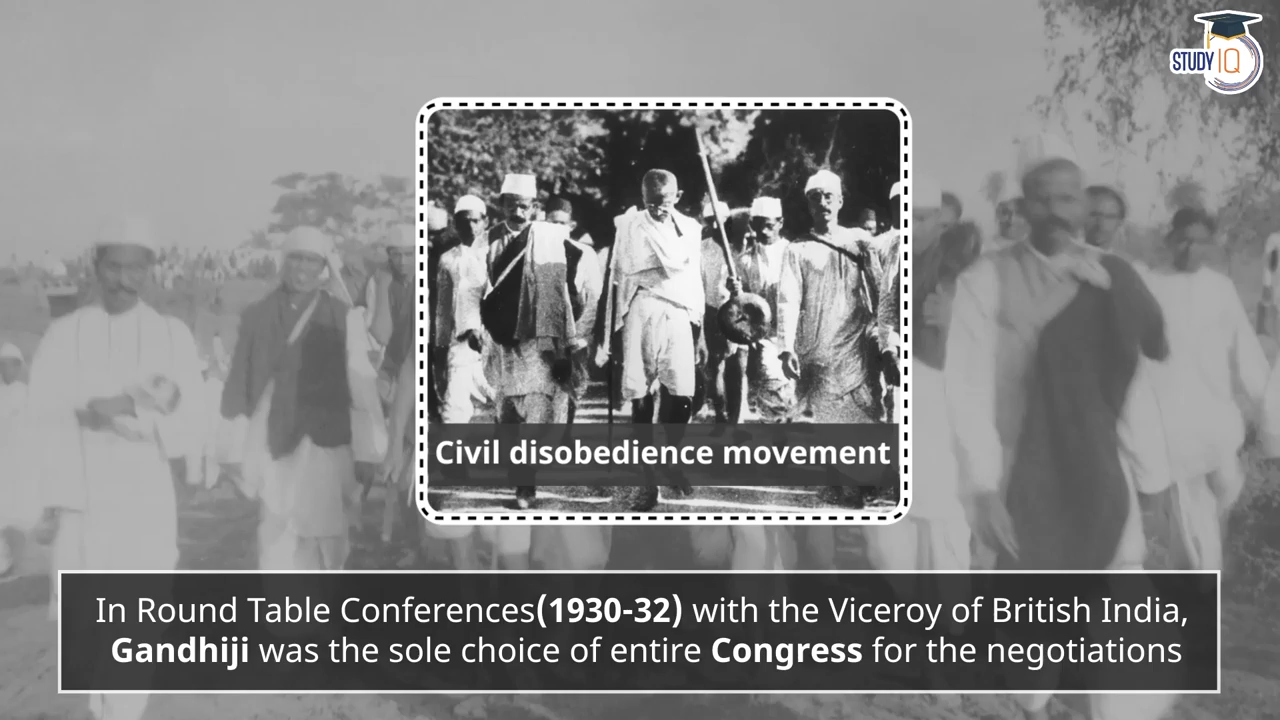 STUDY IQ
Civil disobedience movement
In Round Table Conferences(1930-32) with the Viceroy of British India,
Gandhiji was the sole choice of entire Congress for the negotiations